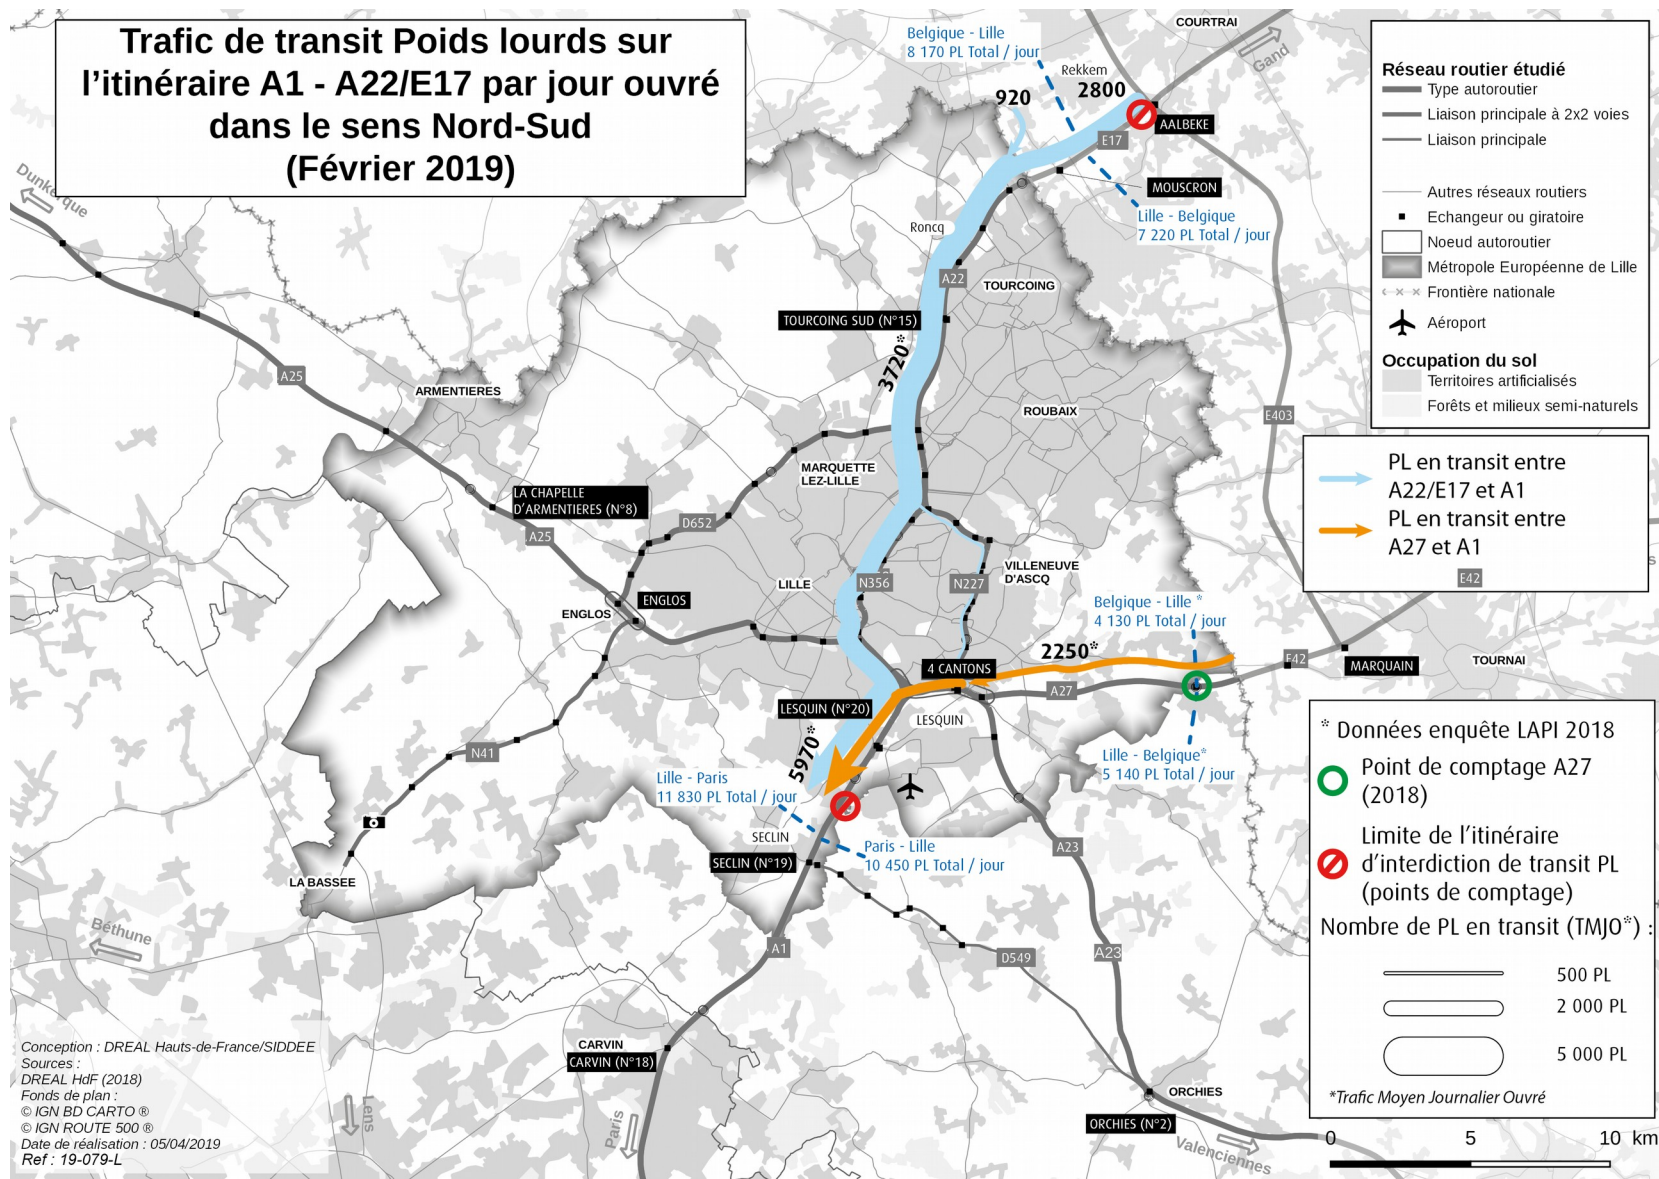 Trafic de transit Poids lourds sur
l’itinéraire A1 - A22/E17 par jour ouvré
dans le sens Nord-Sud
(Février 2019)
COURTRAI
Gand
Belgique - Lille
8 170 PL Total / jour
Rekkem
2800
920
AALBEKE
E17
MOUSCRON
Lille - Belgique
7 220 PL Total / jour
Roncq
A22
TOURCOING
TOURCOING SUD (N°15)
3720*
Dunkerque
A25
ARMENTIERES
ROUBAIX
E403
MARQUETTE
LEZ-LILLE
LA CHAPELLE
D’ARMENTIERES (N°8)
D652
A25
LILLE
N356
N227
VILLENEUVE
D'ASCQ
ENGLOS
ENGLOS
Belgique - Lille *
4 130 PL Total / jour
2250*
4 CANTONS
E42
MARQUAIN
TOURNAI
E42
A27
LESQUIN (N°20)
LESQUIN
5970*
N41
Lille - Belgique*
5 140 PL Total / jour
Lille - Paris
11 830 PL Total / jour
SECLIN
Paris - Lille
10 450 PL Total / jour
SECLIN (N°19)
A23
LA BASSEE
Béthune
A1
D549
A23
CARVIN
CARVIN (N°18)
Lens
Paris
ORCHIES
ORCHIES (N°2)
Valenciennes
Réseau routier étudié
Type autoroutier
Liaison principale à 2x2 voies
Liaison principale
Autres réseaux routiers
Echangeur ou giratoire
Noeud autoroutier
Métropole Européenne de Lille
Frontière nationale
Aéroport
Occupation du sol
Territoires artificialisés
Forêts et milieux semi-naturels
PL en transit entre
A22/E17 et A1
PL en transit entre
A27 et A1
* Données enquête LAPI 2018
Point de comptage A27
(2018)
Limite de l’itinéraire
d’interdiction de transit PL
(points de comptage)
Nombre de PL en transit (TMJO*) :
500 PL
2 000 PL
5 000 PL
*Trafic Moyen Journalier Ouvré
0 5 10 km
Conception : DREAL Hauts-de-France/SIDDEE
Sources :
DREAL HdF (2018)
Fonds de plan :
© IGN BD CARTO ®
© IGN ROUTE 500 ®
Date de réalisation : 05/04/2019
Ref : 19-079-L